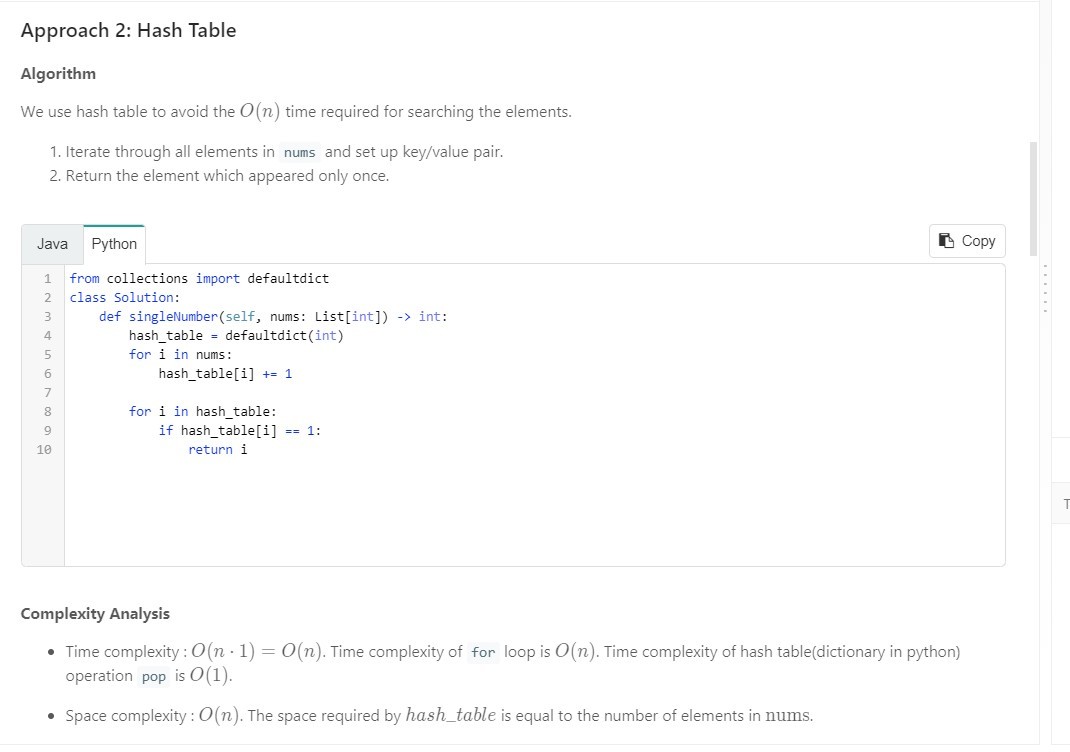 Approach 2: Hash Table
Algorithm
We use hash table to avoid the O(n) time required for searching the elements.
1. Iterate through all elements in nums and set up key/value pair.
2. Return the element which appeared only once.
Java Python Copy
1 from collections import defaultdict
2 class Solution:
3     def singleNumber(self, nums: List[int]) -> int:
4         hash_table = defaultdict(int)
5         for i in nums:
6             hash_table[i] += 1
7
8         for i in hash_table:
9             if hash_table[i] == 1:
10                 return i
T
Complexity Analysis
• Time complexity : O(n · 1) = O(n). Time complexity of for loop is O(n). Time complexity of hash table(dictionary in python)
operation pop is O(1).
• Space complexity : O(n). The space required by hash_table is equal to the number of elements in nums.